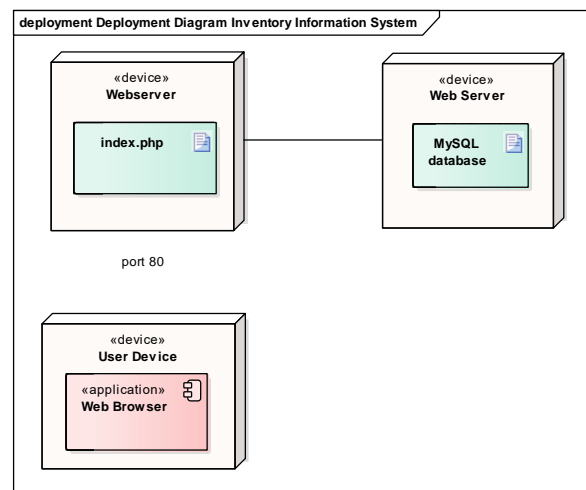 deployment Deployment Diagram Inventory Information System
«device»
Webserver
index.php
«device»
Web Server
MySQL
database
port 80
«device»
User Device
«application»
Web Browser